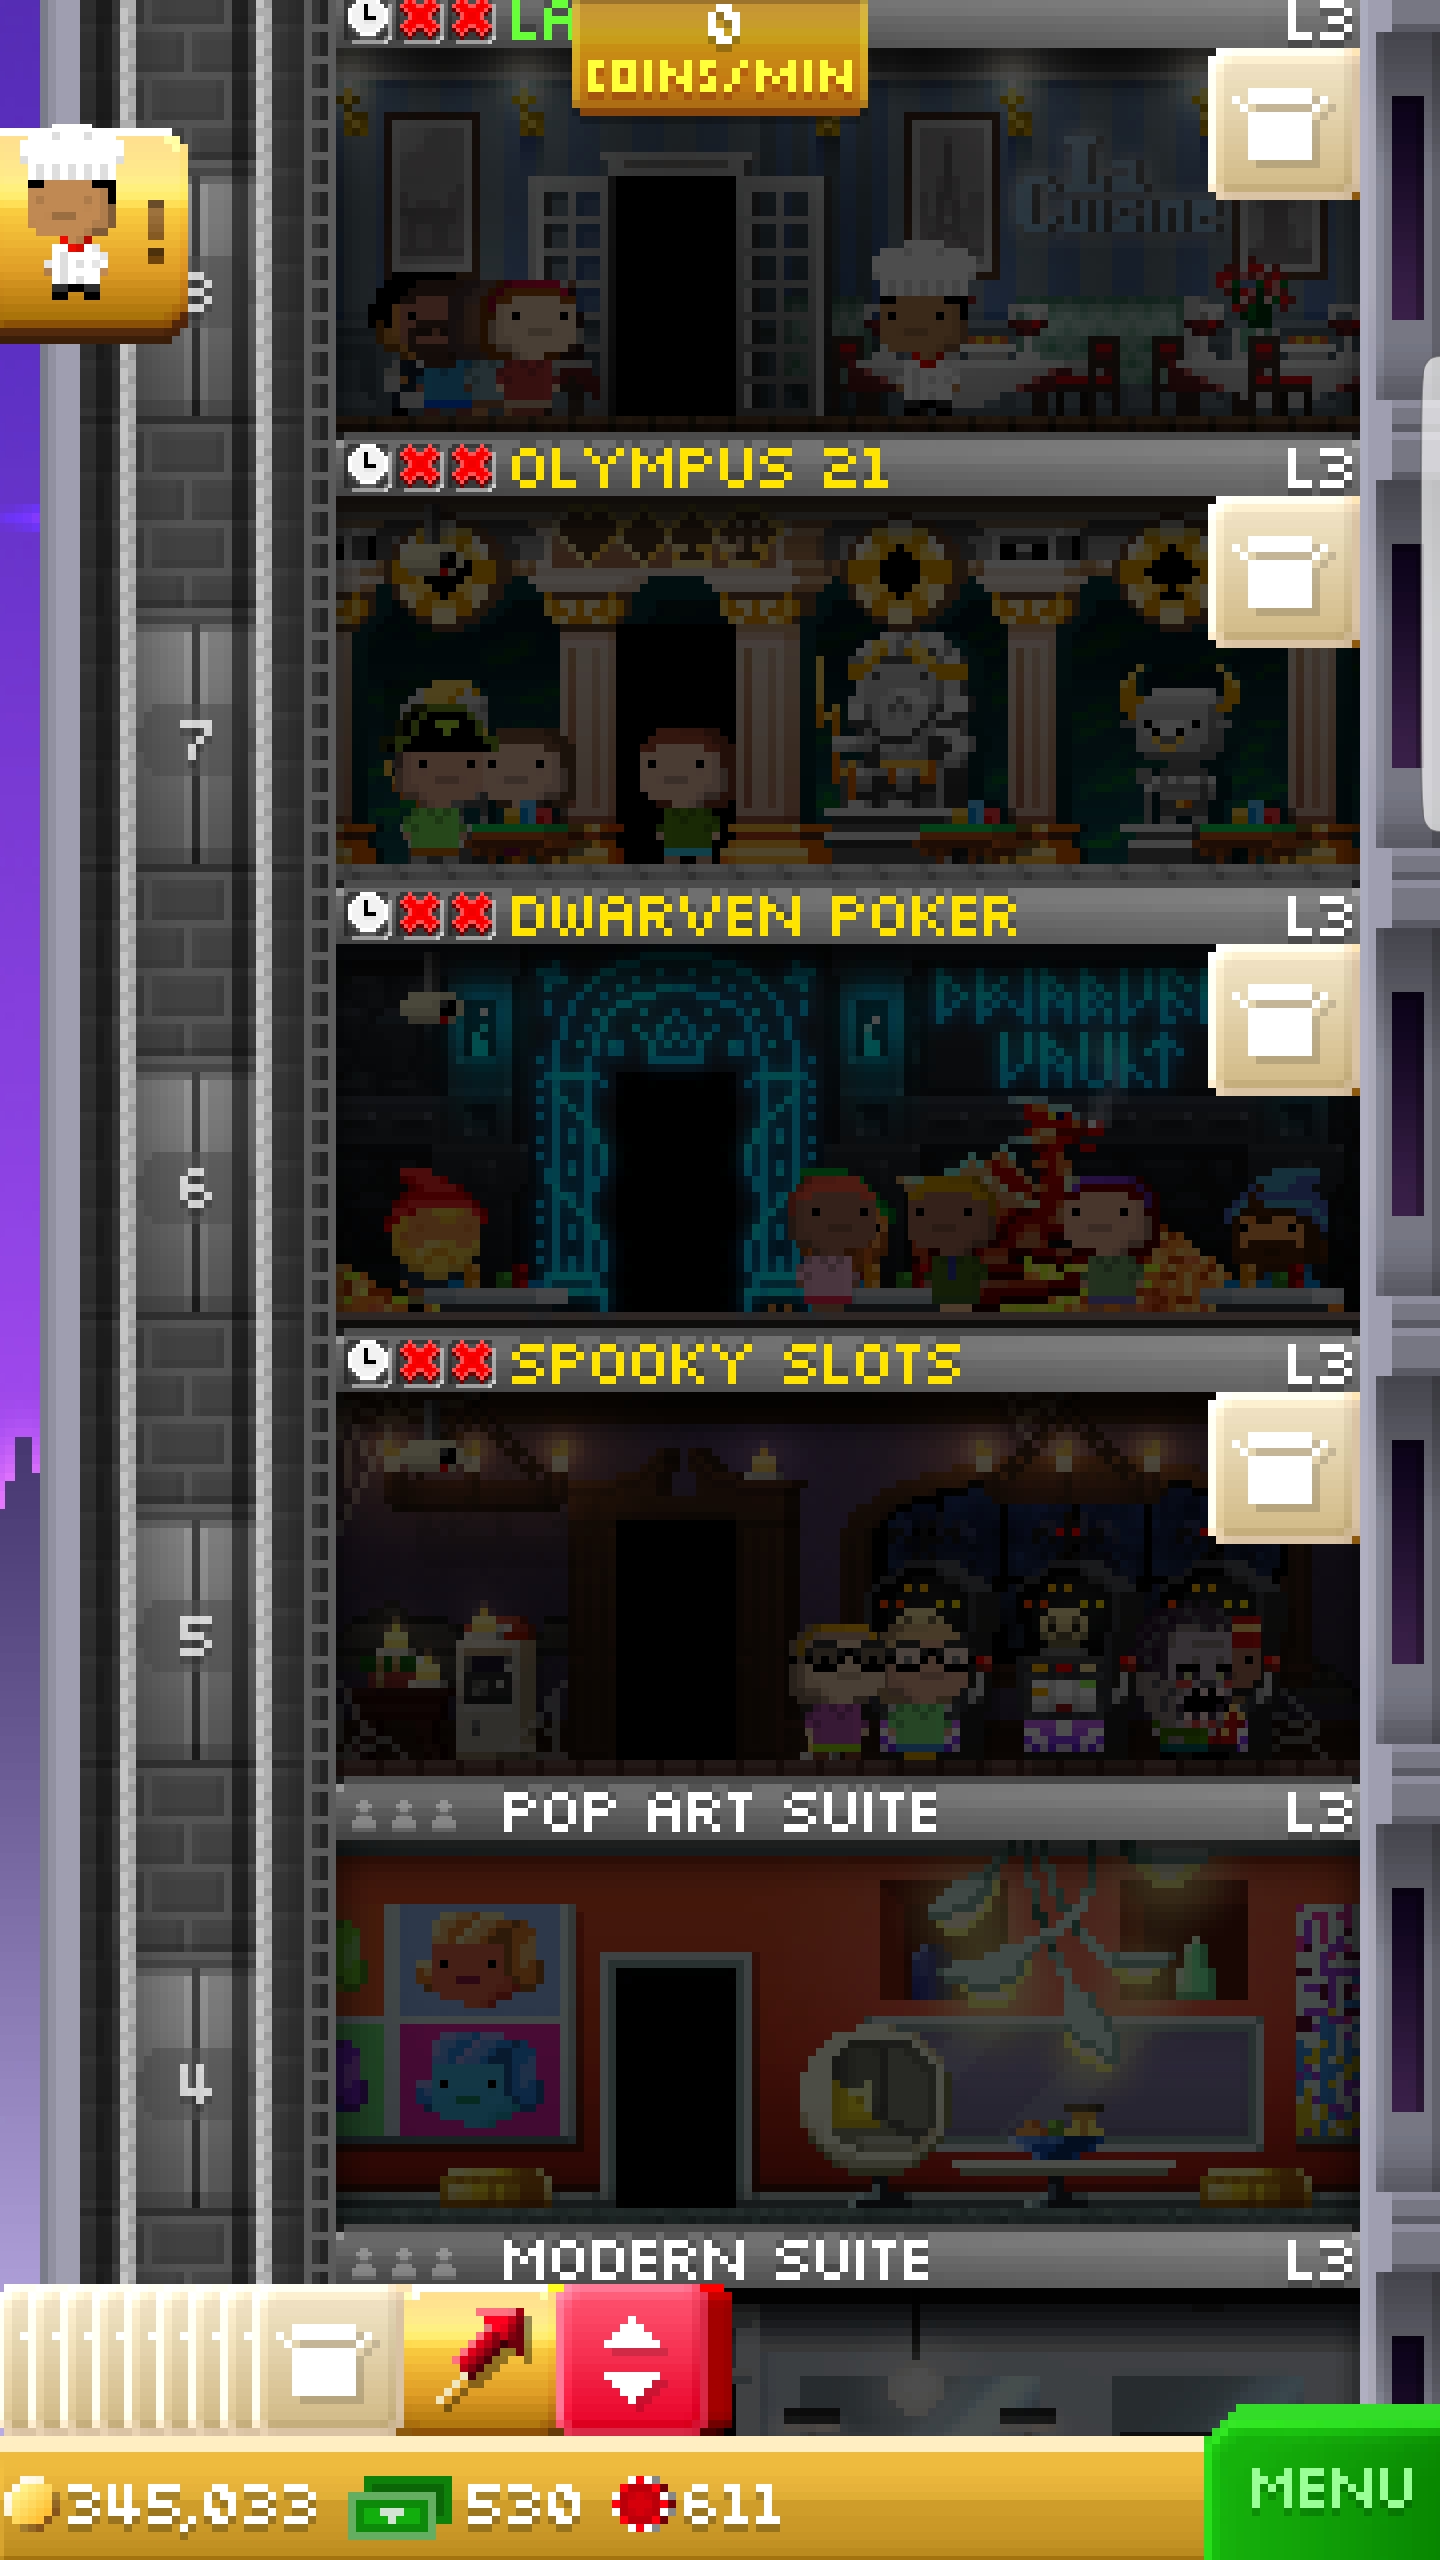 LA
L3
0
COINS/MIN
La
Cuisine
8
OLYMPUS 21
L3
7
DWARVEN POKER
L3
DWARVEN
VAULT
6
SPOOKY SLOTS
L3
5
POP ART SUITE
L3
4
MODERN SUITE
L3
345,033
530
611
MENU